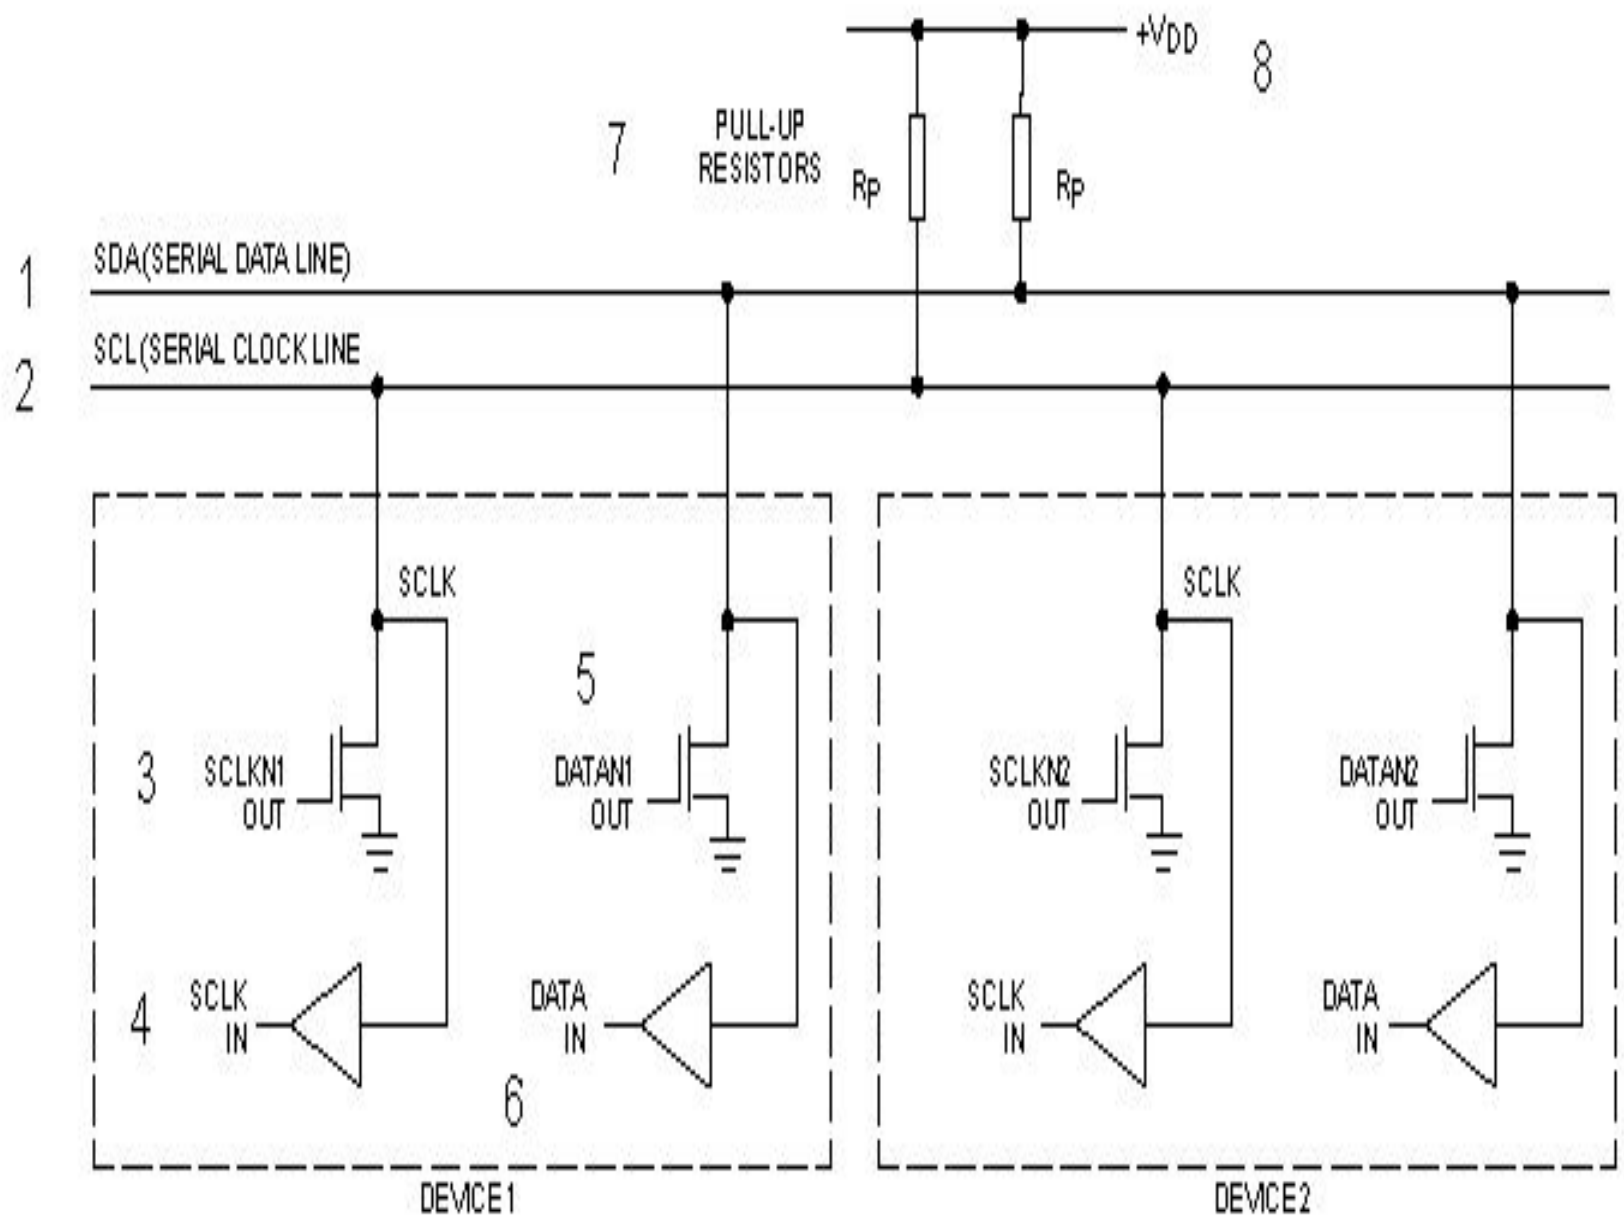 +VDD
8
7
PULL-UP
RESISTORS
RP
RP
1
SDA(SERIAL DATA LINE)
2
SCL(SERIAL CLOCK LINE
SCLK
SCLK
5
3
SCLKN1
OUT
DATAN1
OUT
SCLKN2
OUT
DATAN2
OUT
4
SCLK
IN
DATA
IN
SCLK
IN
DATA
IN
6
DEVICE1
DEVICE2